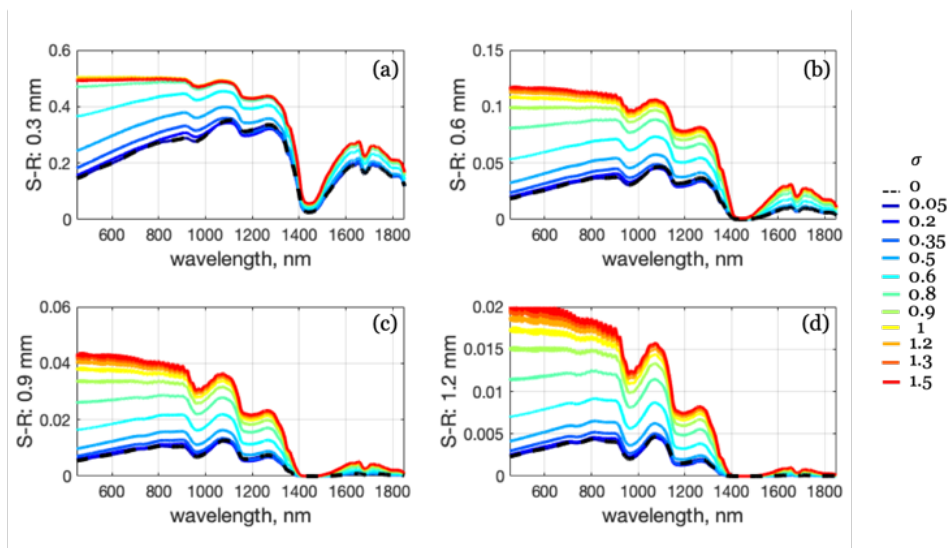 S-R: 0.3 mm
0.6
0.4
0.2
0
(a)
600 800 1000 1200 1400 1600 1800
wavelength, nm
S-R: 0.6 mm
0.15
0.1
0.05
0
(b)
600 800 1000 1200 1400 1600 1800
wavelength, nm
S-R: 0.9 mm
0.06
0.04
0.02
0
(c)
600 800 1000 1200 1400 1600 1800
wavelength, nm
S-R: 1.2 mm
0.02
0.015
0.01
0.005
0
(d)
600 800 1000 1200 1400 1600 1800
wavelength, nm
σ
0
0.05
0.2
0.35
0.5
0.6
0.8
0.9
1
1.2
1.3
1.5